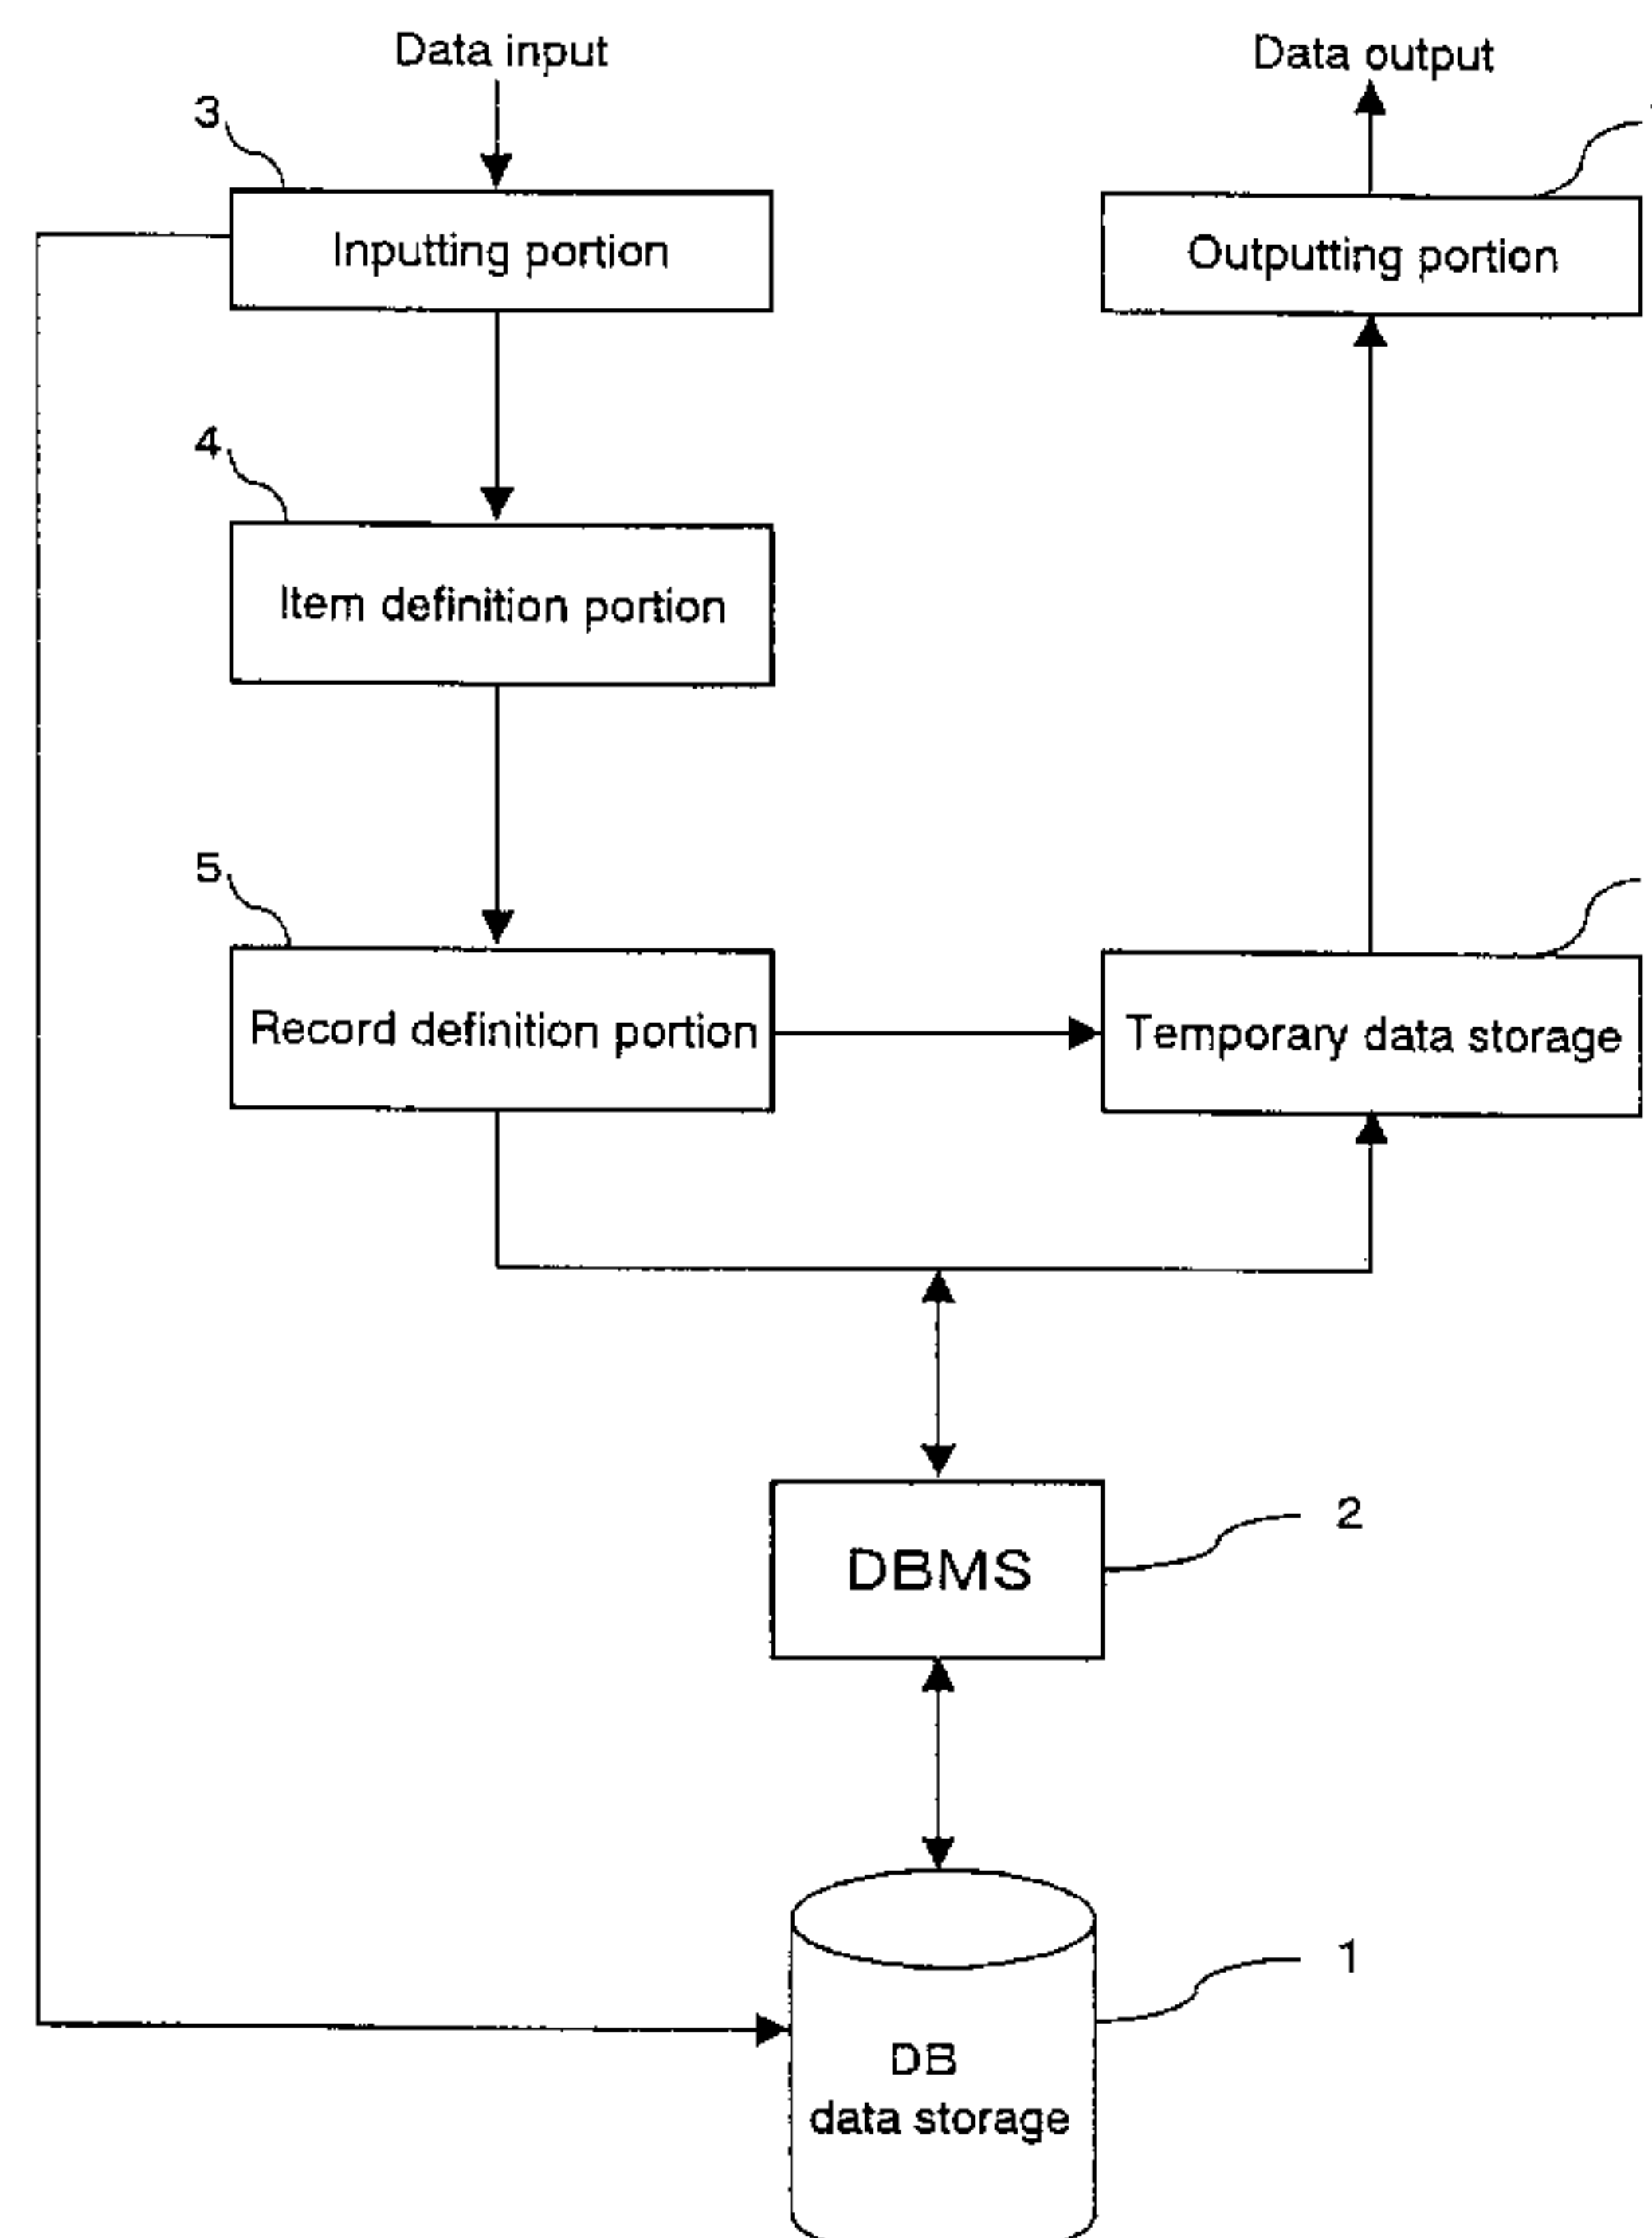 Data input
Data output
3
Inputting portion
Outputting portion
4
Item definition portion
5
Record definition portion
Temporary data storage
DBMS
2
1
DB
data storage